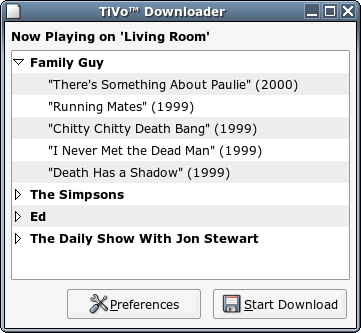 TiVo™ Downloader
Now Playing on 'Living Room'
Family Guy
"There's Something About Paulie" (2000)
"Running Mates" (1999)
"Chitty Chitty Death Bang" (1999)
"I Never Met the Dead Man" (1999)
"Death Has a Shadow" (1999)
The Simpsons
Ed
The Daily Show With Jon Stewart
Preferences
Start Download